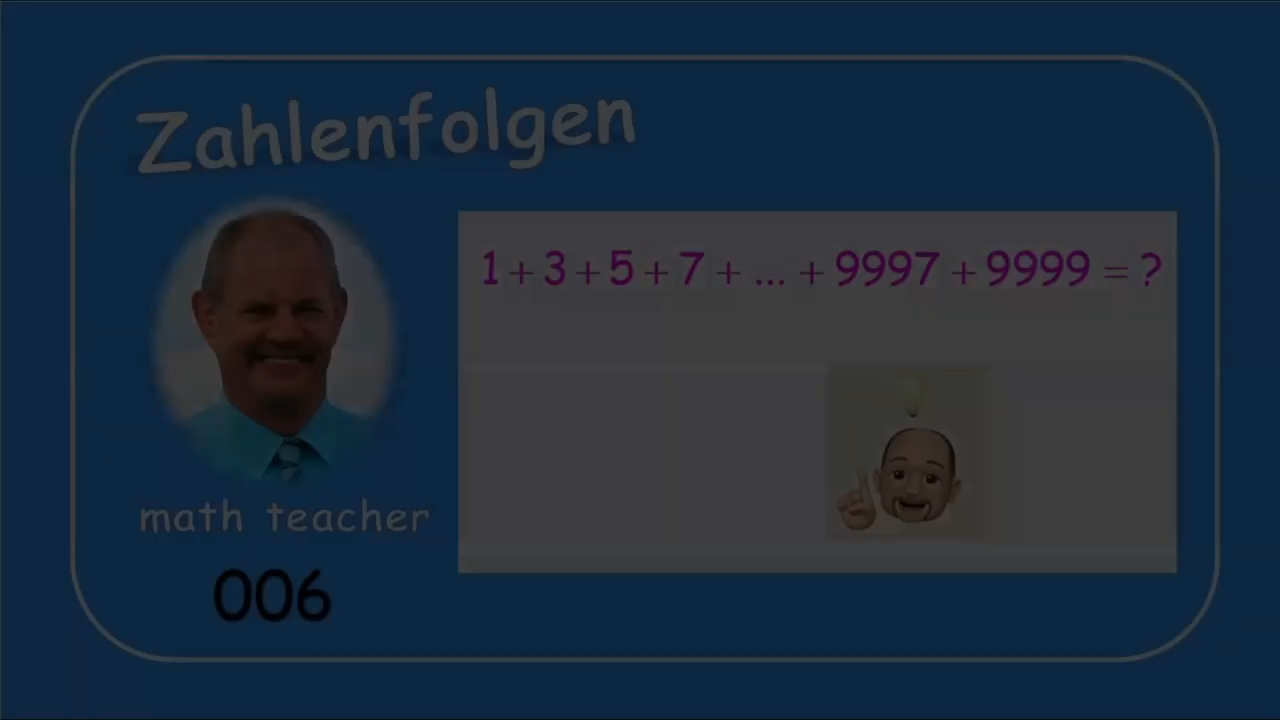 Zahlenfolgen
1 + 3 + 5 + 7 + ... + 9997 + 9999 = ?
math teacher
006